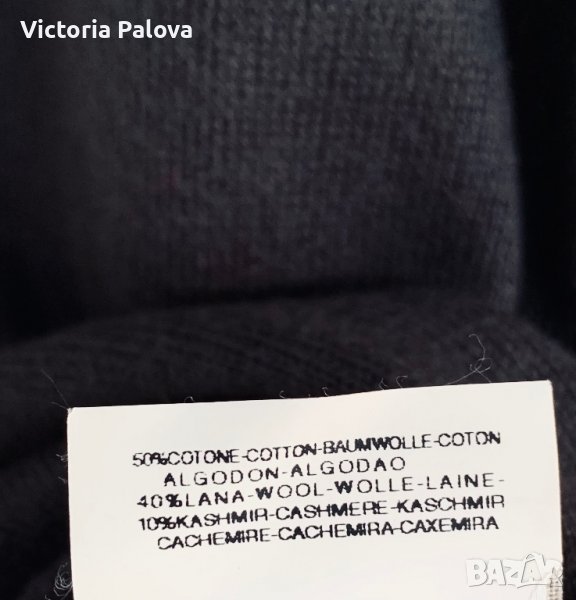 Victoria Palova
50%COTONE-COTTON-BAUMWOLLE-COTON
ALGODON-ALGODAO
40%LANA-WOOL-WOLLE-LAINE-
10%KASHMIR-CASHMERE-KASCHMIR
CACHEMIRE-CACHEMIRA-CAXEMIRA
BAZAR